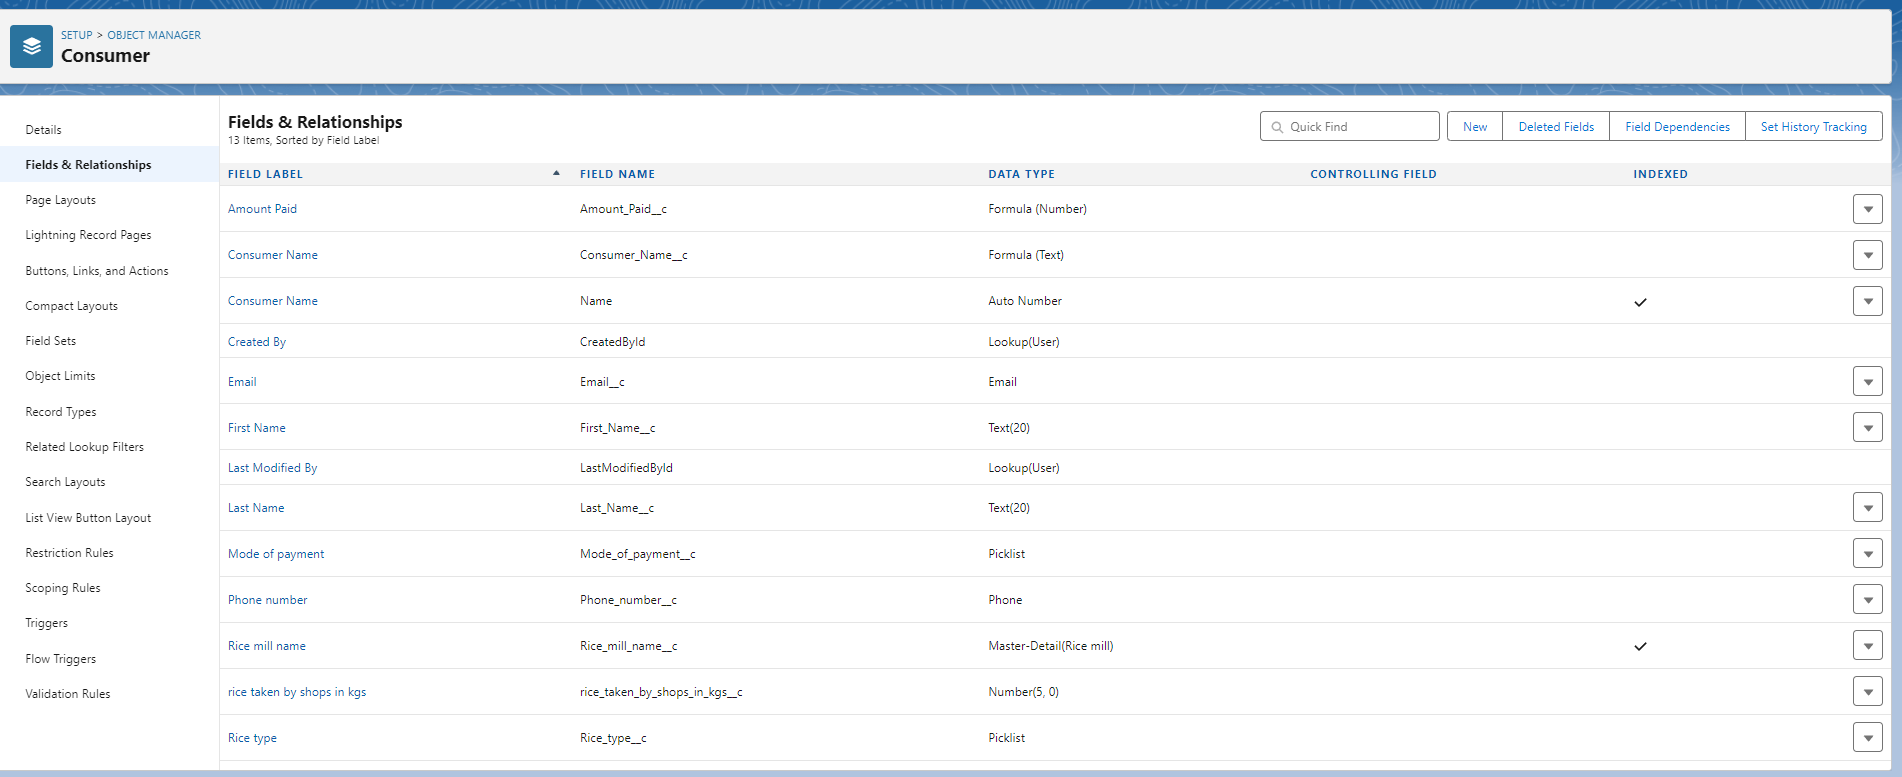 SETUP > OBJECT MANAGER
Consumer
Details
Fields & Relationships
Page Layouts
Lightning Record Pages
Buttons, Links, and Actions
Compact Layouts
Field Sets
Object Limits
Record Types
Related Lookup Filters
Search Layouts
List View Button Layout
Restriction Rules
Scoping Rules
Triggers
Flow Triggers
Validation Rules
Fields & Relationships
13 Items, Sorted by Field Label
Quick Find New Deleted Fields Field Dependencies Set History Tracking
FIELD LABEL FIELD NAME DATA TYPE CONTROLLING FIELD INDEXED
Amount Paid Amount_Paid__c Formula (Number)
Consumer Name Consumer_Name__c Formula (Text)
Consumer Name Name Auto Number
Created By CreatedById Lookup(User)
Email Email__c Email
First Name First_Name__c Text(20)
Last Modified By LastModifiedById Lookup(User)
Last Name Last_Name__c Text(20)
Mode of payment Mode_of_payment__c Picklist
Phone number Phone_number__c Phone
Rice mill name Rice_mill_name__c Master-Detail(Rice mill)
rice taken by shops in kgs rice_taken_by_shops_in_kgs__c Number(5, 0)
Rice type Rice_type__c Picklist